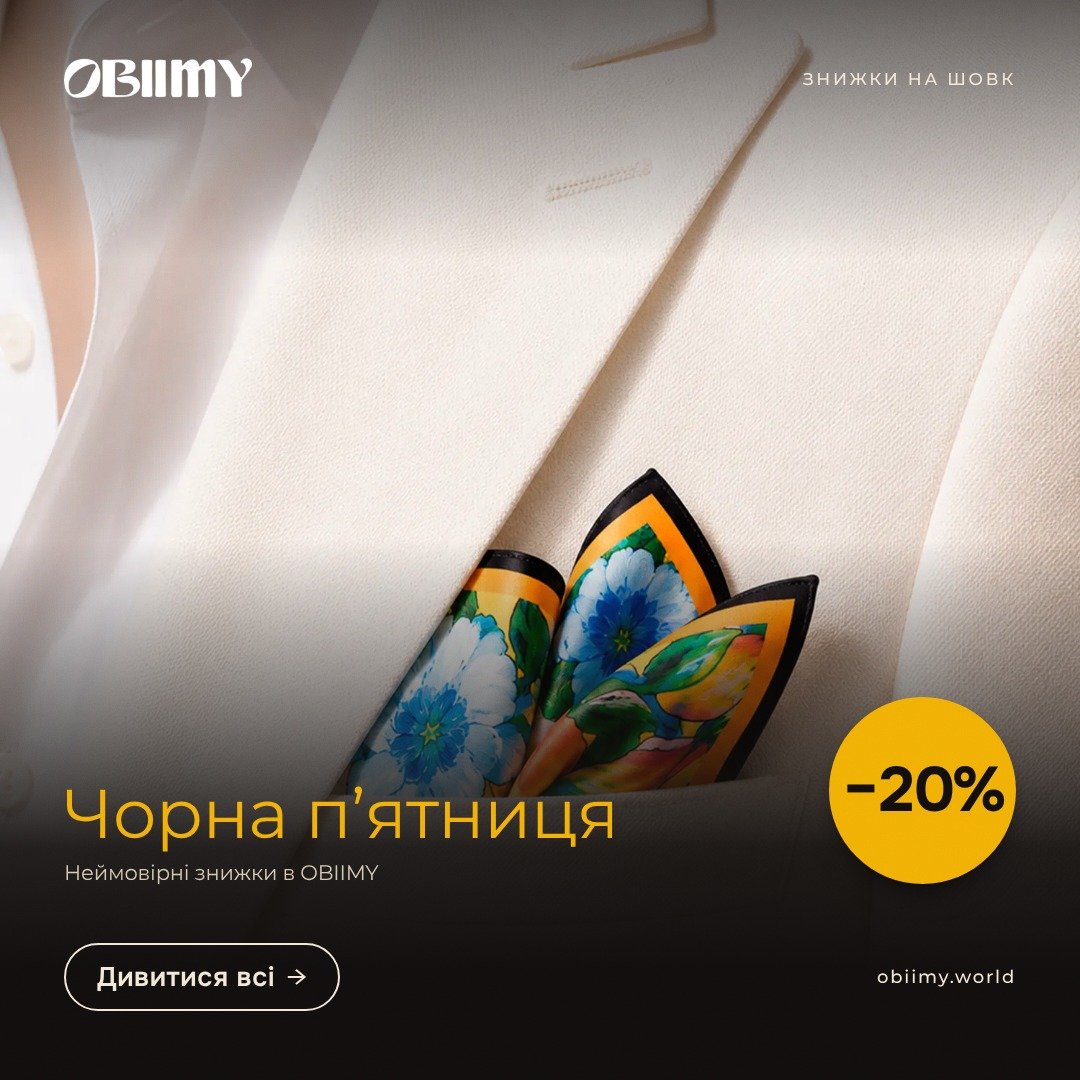 OBIIMY
ЗНИЖКИ НА ШОВК
Чорна п’ятниця
−20%
Неймовірні знижки в OBIIMY
Дивитися всі →
obiimy.world